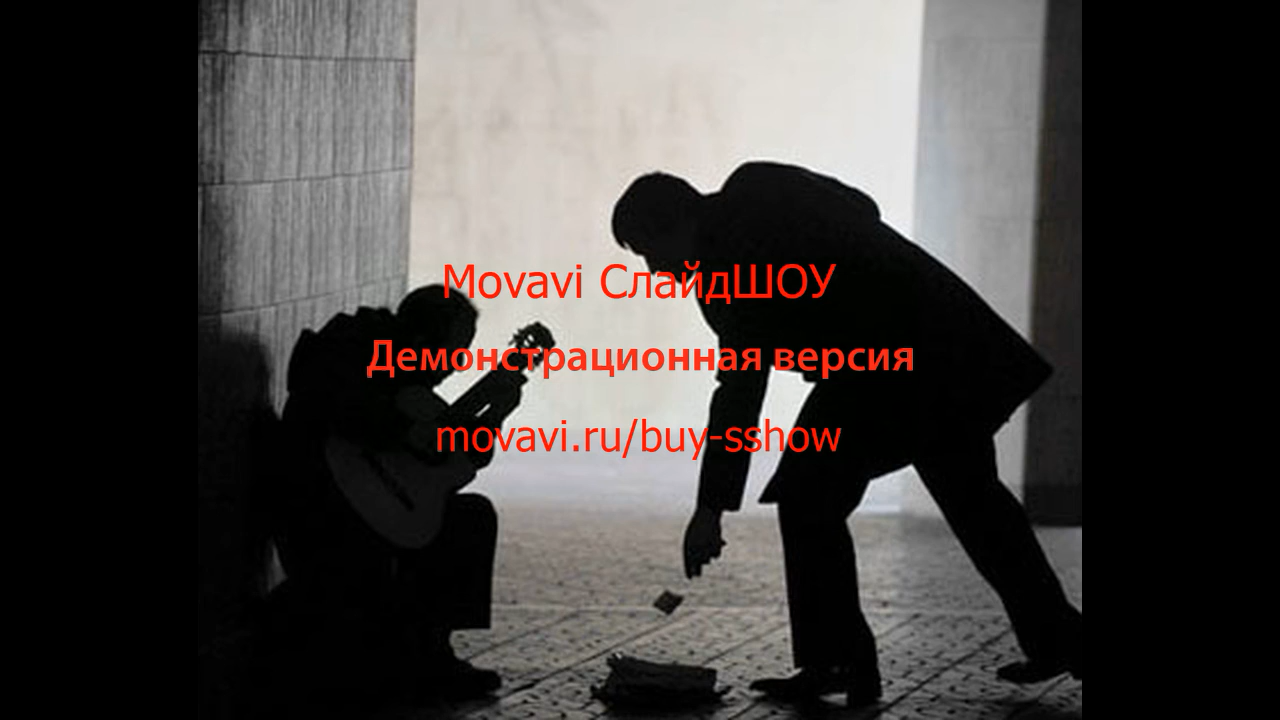 Movavi СлайдШОУ
Демонстрационная версия
movavi.ru/buy-sshow